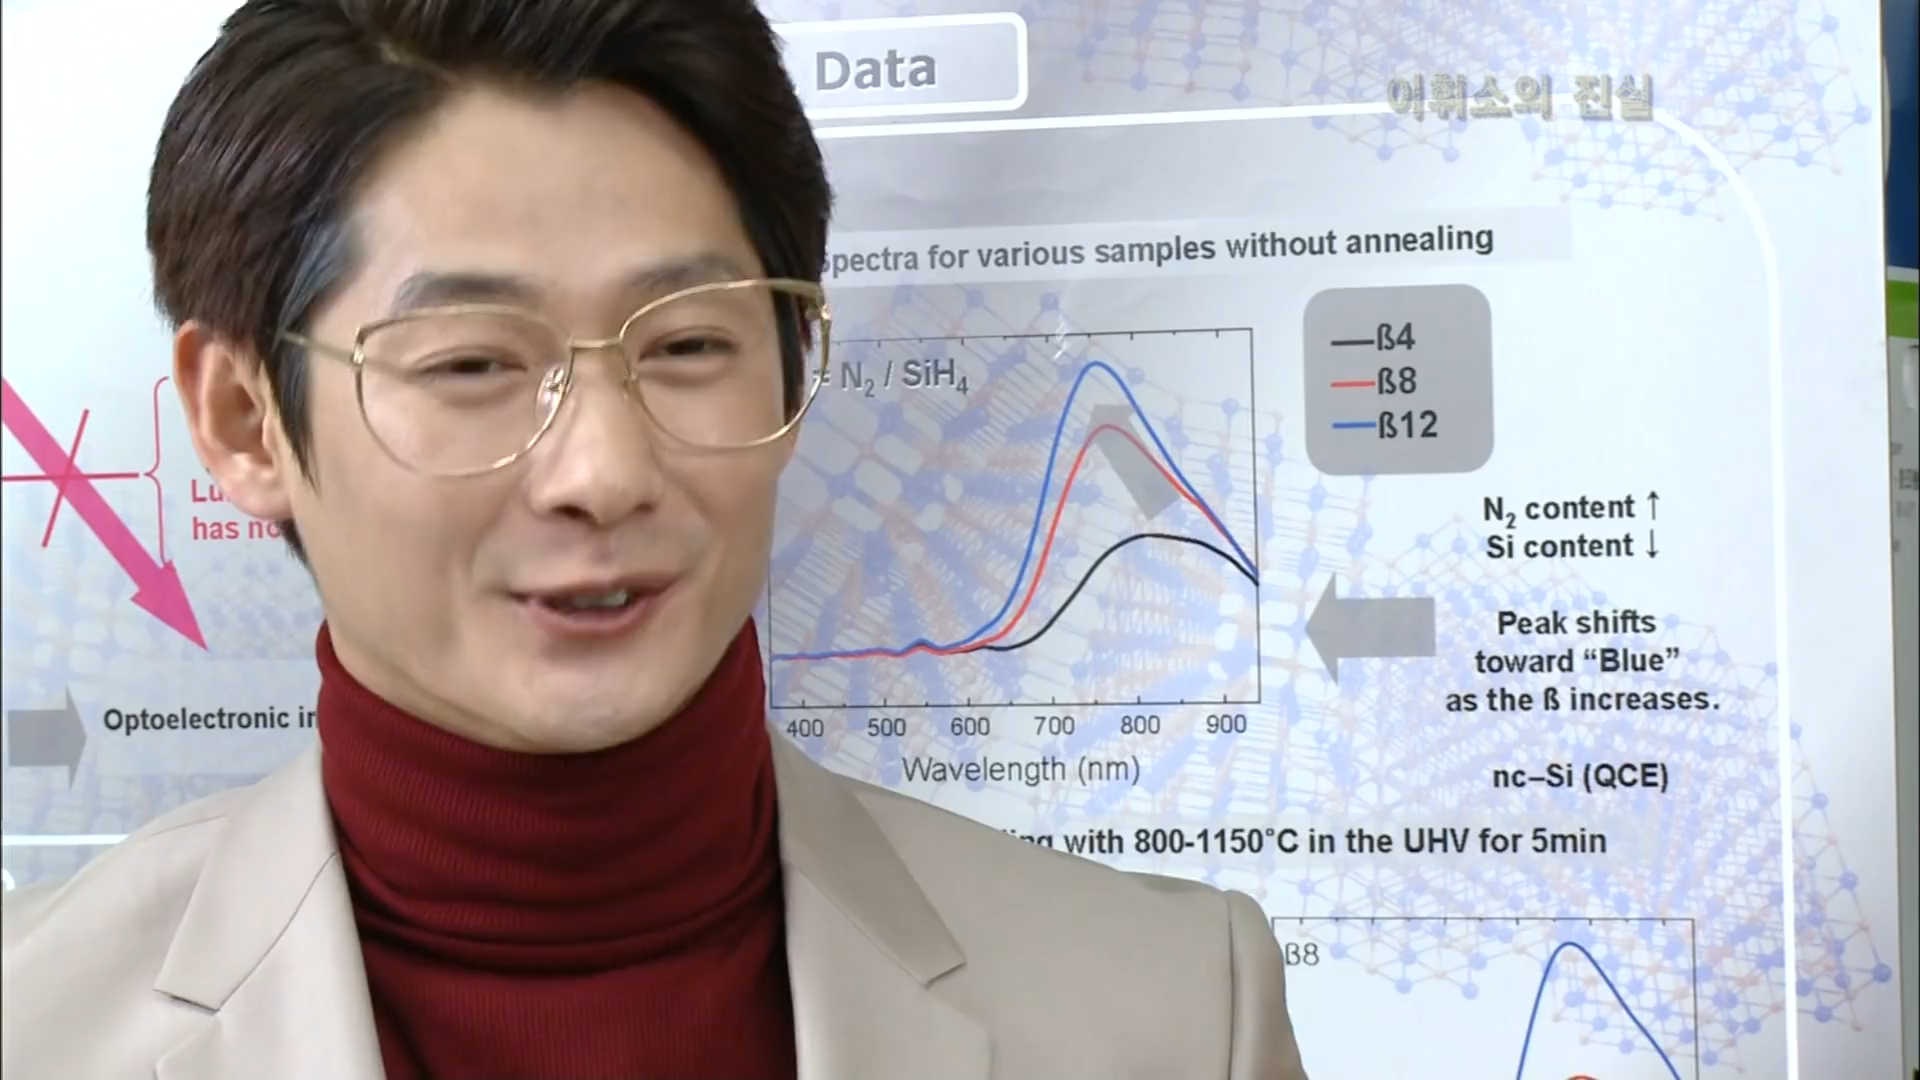 Data
이휘소의 진실
Spectra for various samples without annealing
= N₂ / SiH₄
ß4
ß8
ß12
N₂ content ↑
Si content ↓
Peak shifts
toward “Blue”
as the ß increases.
nc–Si (QCE)
400 500 600 700 800 900
Wavelength (nm)
has no
Optoelectronic
with 800-1150°C in the UHV for 5min
ß8